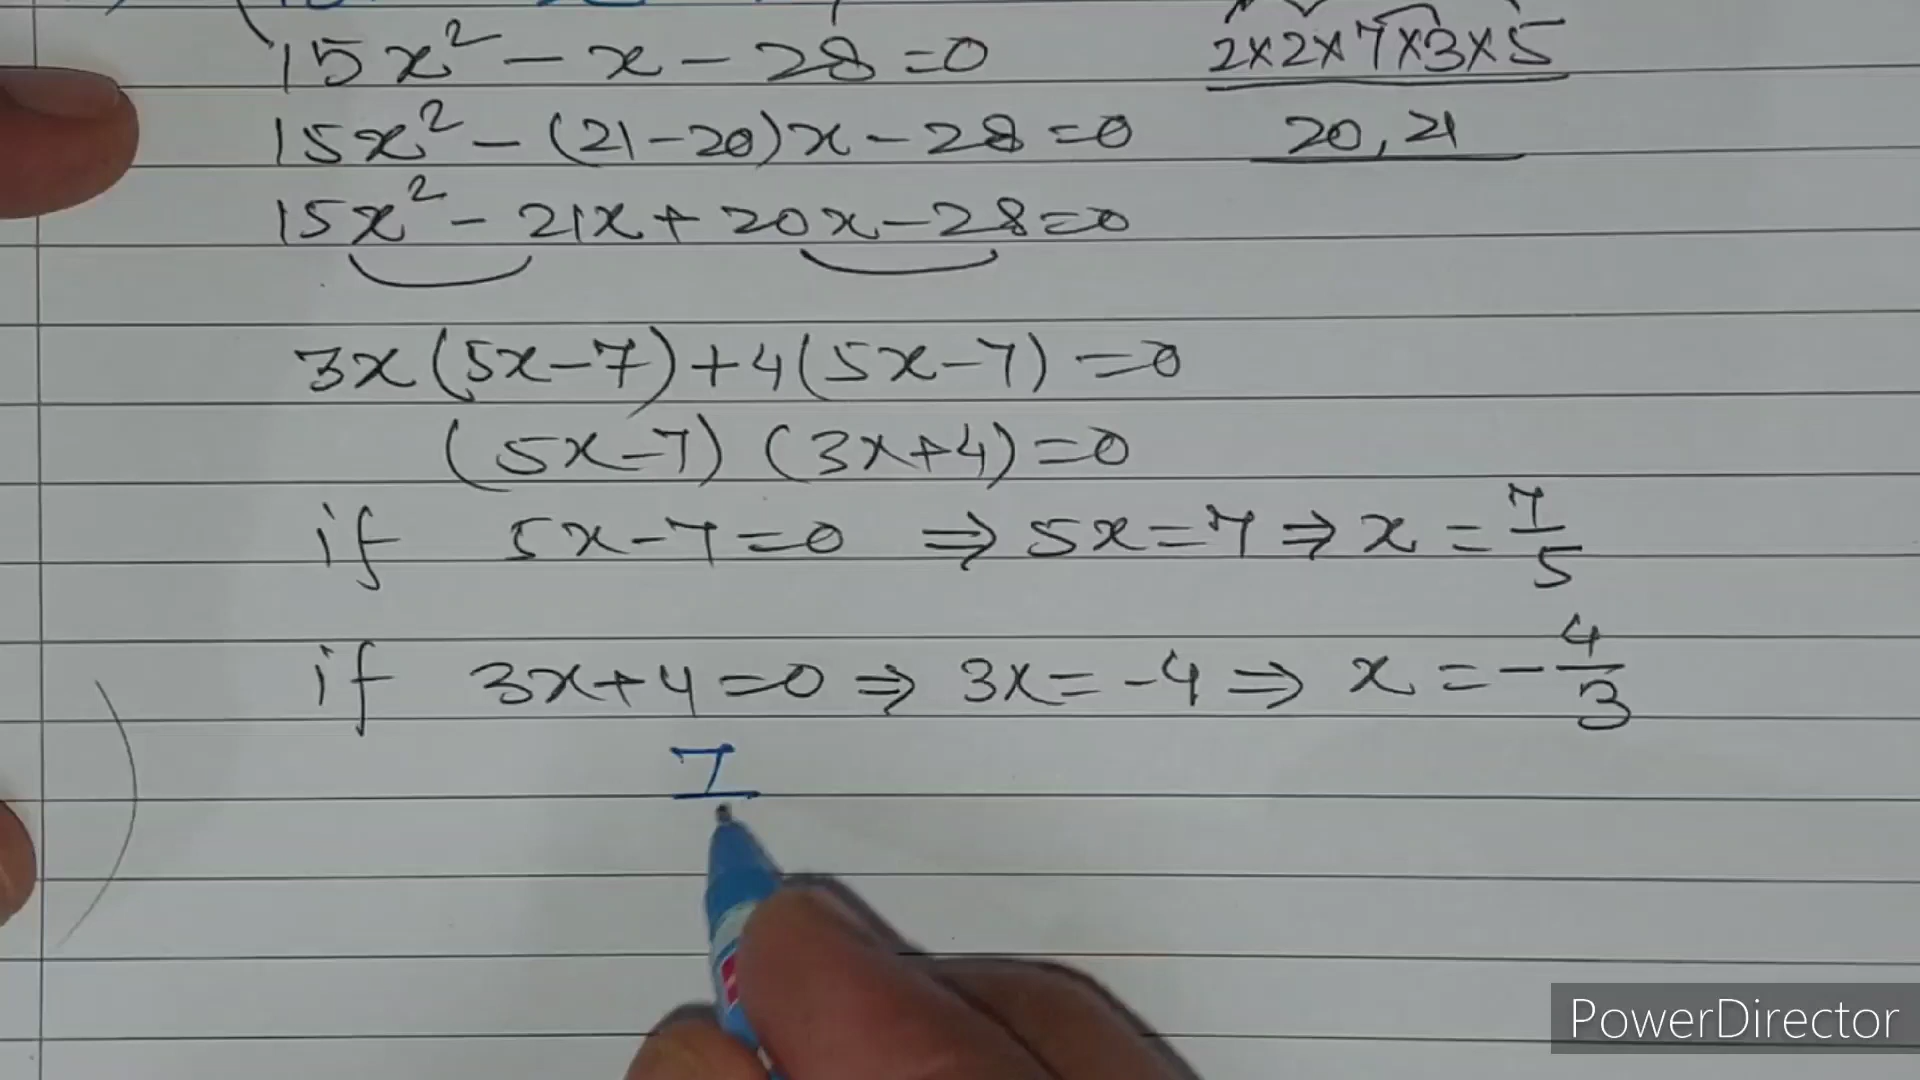 15x² - x - 28 = 0
2×2×7×3×5
15x² - (21-20)x - 28 = 0
20, 21
15x² - 21x + 20x - 28 = 0
3x(5x-7) + 4(5x-7) = 0
(5x-7) (3x+4) = 0
if 5x-7=0 ⇒ 5x=7 ⇒ x = 7/5
if 3x+4=0 ⇒ 3x=-4 ⇒ x = -4/3
7
PowerDirector